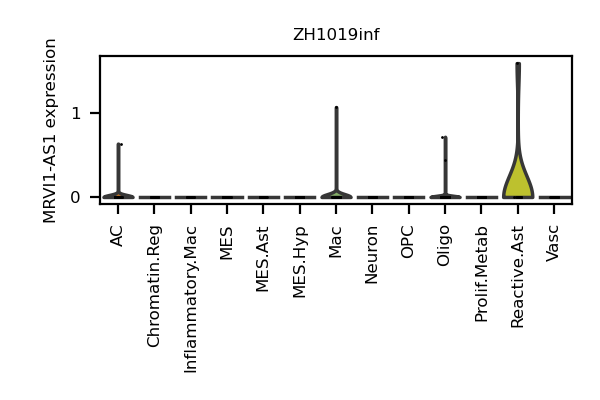 ZH1019inf
MRVI1-AS1 expression
1
0
AC
Chromatin.Reg
Inflammatory.Mac
MES
MES.Ast
MES.Hyp
Mac
Neuron
OPC
Oligo
Prolif.Metab
Reactive.Ast
Vasc